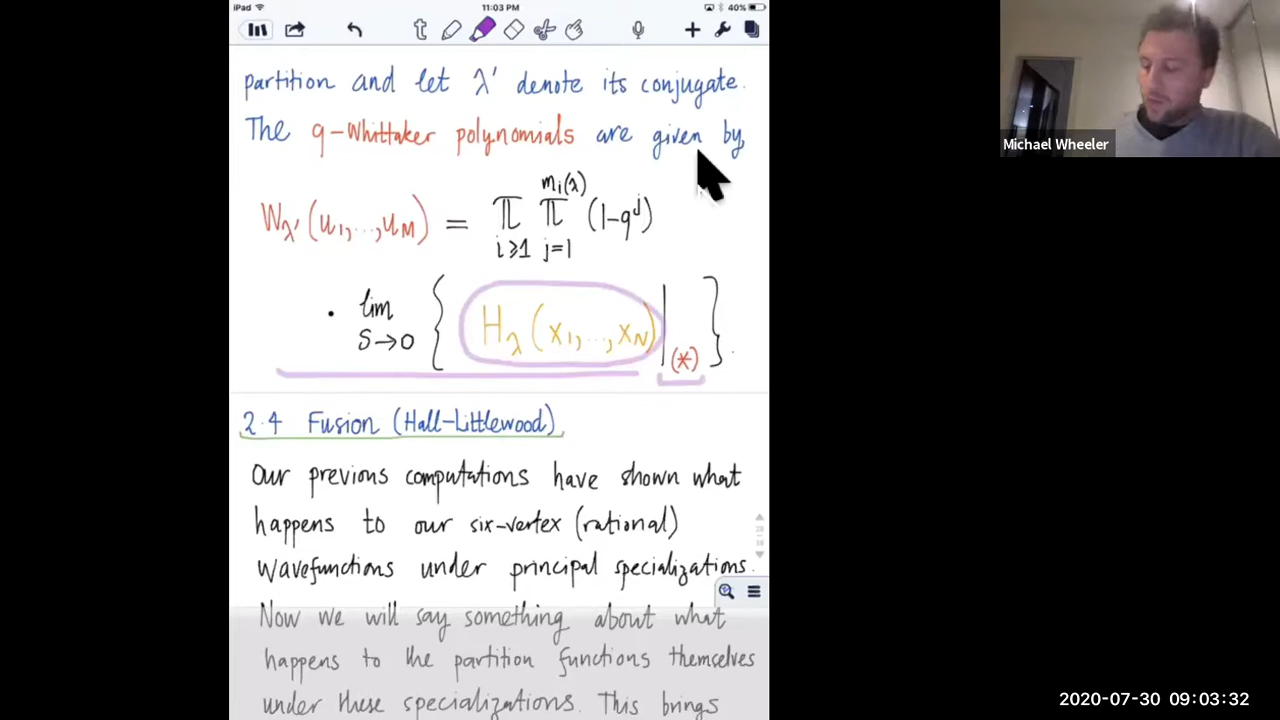 iPad 11:03 PM 40%
partition and let λ' denote its conjugate.
The q-Whittaker polynomials are given by
W_λ'(u_1,...,u_M) = ∏_{i≥1} ∏_{j=1}^{m_i(λ)} (1-q^j)
· lim_{s→0} { H_λ(x_1,...,x_N) |_(*) }.
2.4 Fusion (Hall-Littlewood)
Our previous computations have shown what
happens to our six-vertex (rational)
wavefunctions under principal specializations.
Now we will say something about what
happens to the partition functions themselves
under these specializations. This brings
Michael Wheeler
2020-07-30 09:03:32